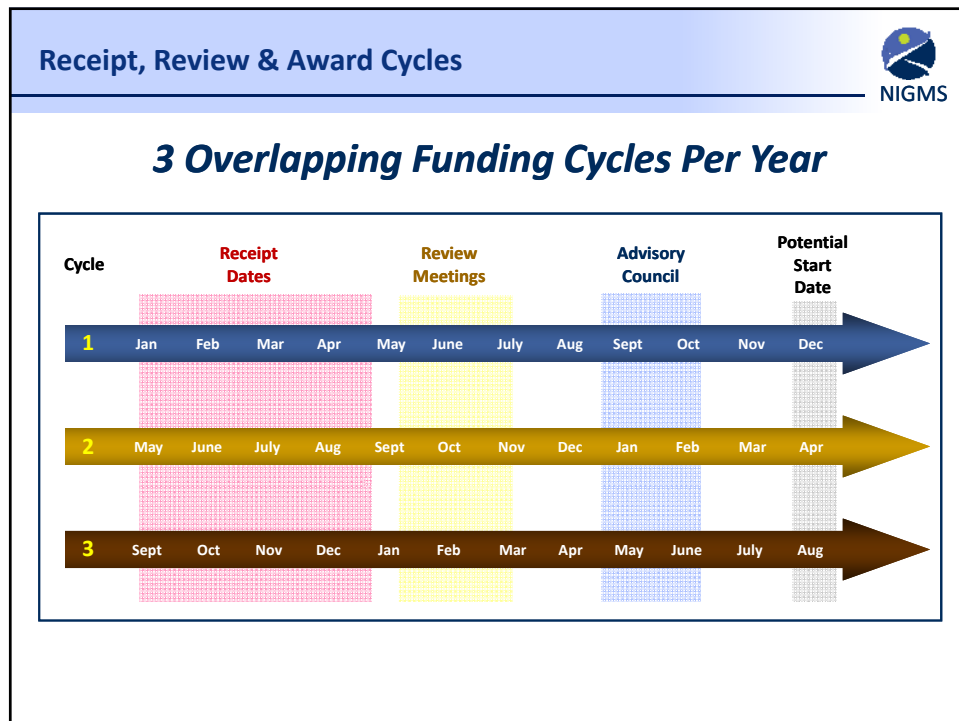 Receipt, Review & Award Cycles
NIGMS
3 Overlapping Funding Cycles Per Year
Cycle
Receipt
Dates
Review
Meetings
Advisory
Council
Potential
Start
Date
1 Jan Feb Mar Apr May June July Aug Sept Oct Nov Dec
2 May June July Aug Sept Oct Nov Dec Jan Feb Mar Apr
3 Sept Oct Nov Dec Jan Feb Mar Apr May June July Aug